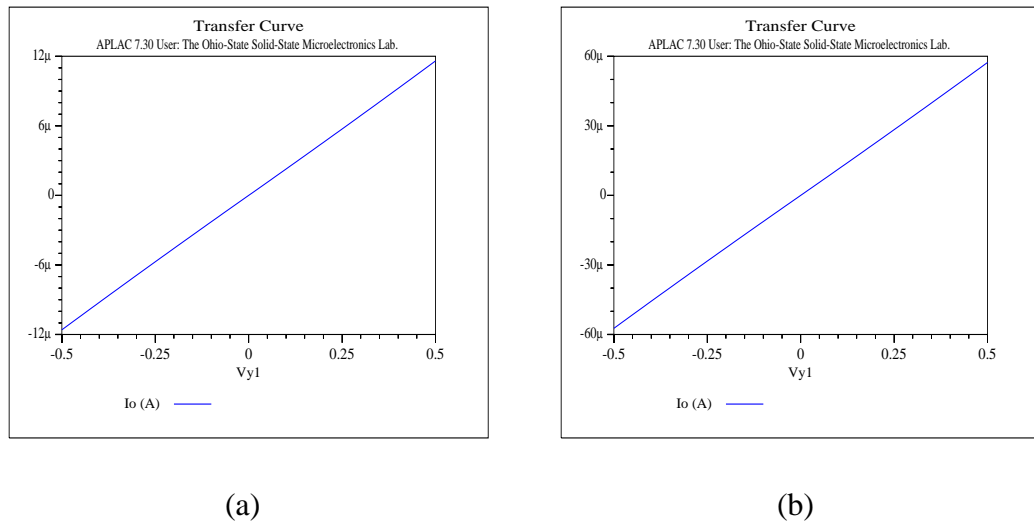 Transfer Curve
APLAC 7.30 User: The Ohio-State Solid-State Microelectronics Lab.
12µ
6µ
0
-6µ
-12µ
-0.5 -0.25 0 0.25 0.5
Vy1
Io (A)
(a)
Transfer Curve
APLAC 7.30 User: The Ohio-State Solid-State Microelectronics Lab.
60µ
30µ
0
-30µ
-60µ
-0.5 -0.25 0 0.25 0.5
Vy1
Io (A)
(b)